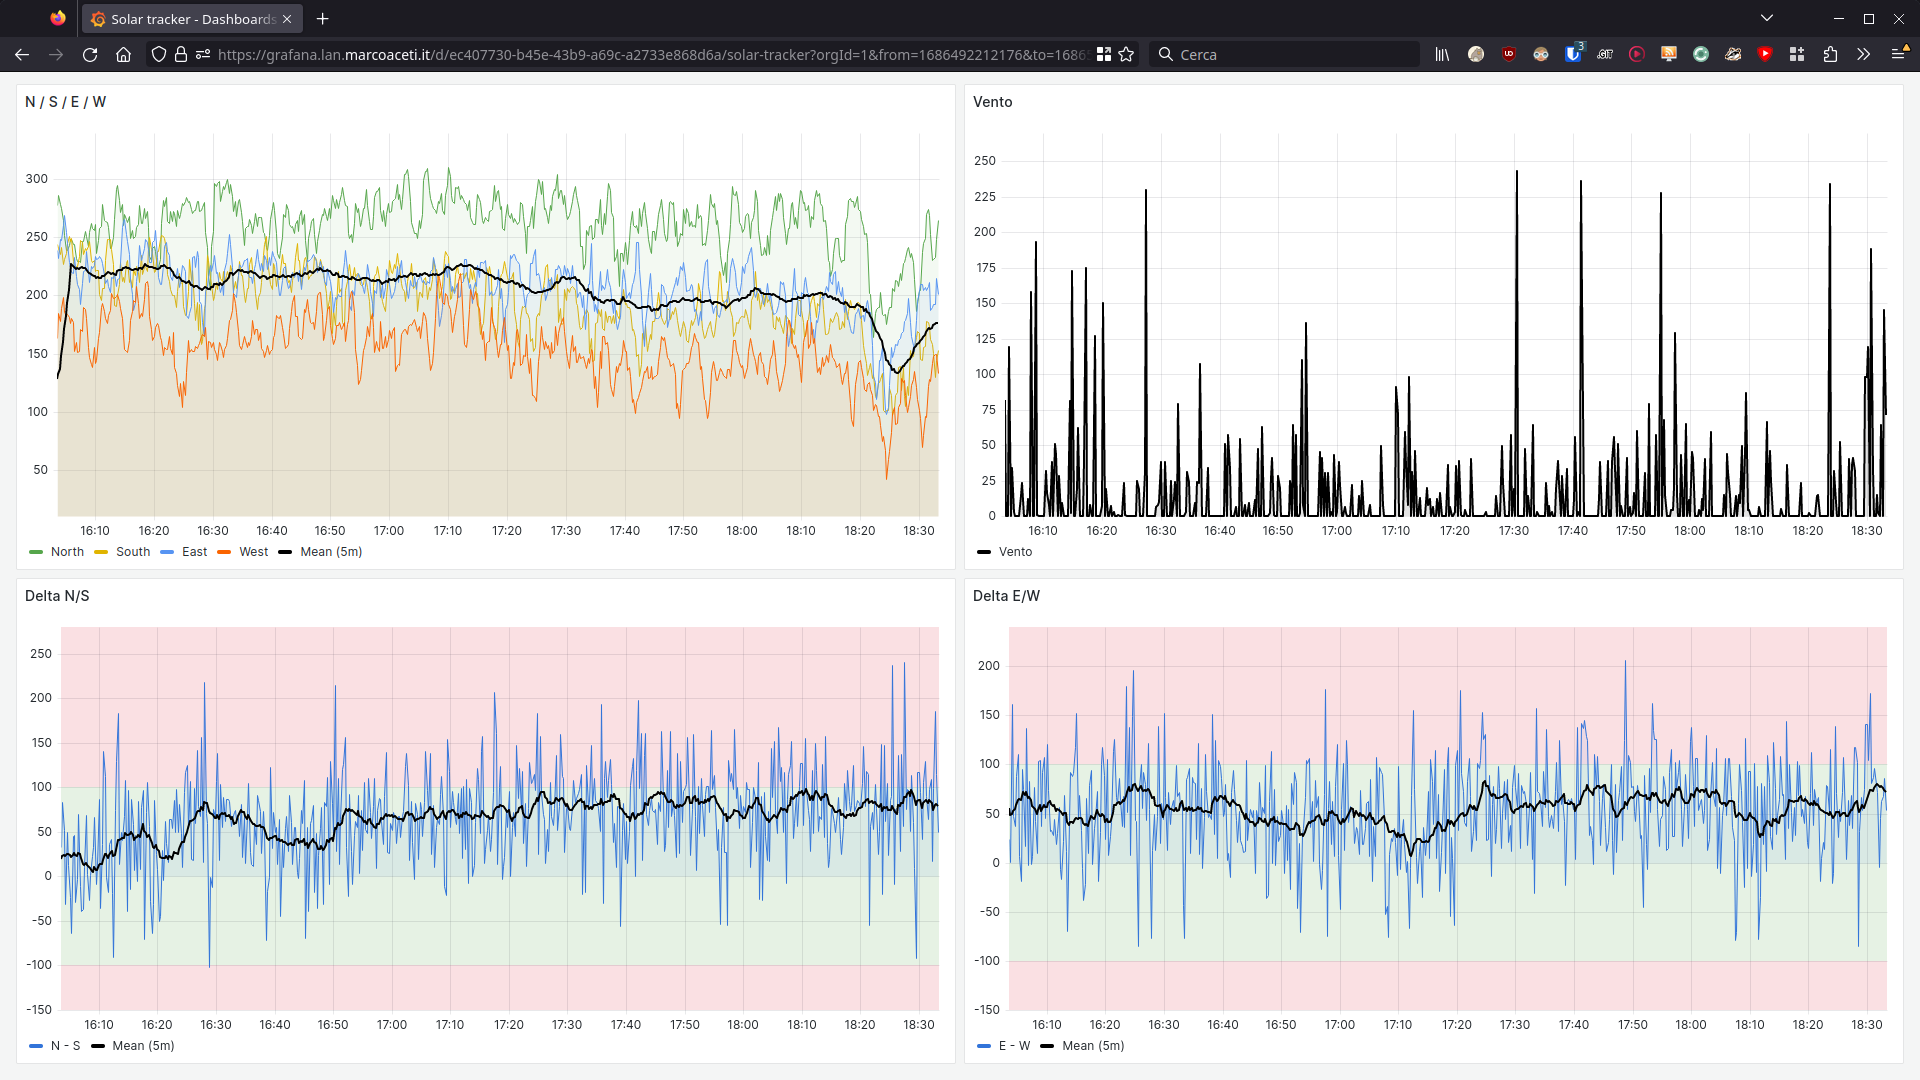 Solar tracker - Dashboards
https://grafana.lan.marcoaceti.it/d/ec407730-b45e-43b9-a69c-a2733e868d6a/solar-tracker?orgId=1&from=1686492212176&to=1686
Cerca
3
.GIT
N / S / E / W
300
250
200
150
100
50
16:10 16:20 16:30 16:40 16:50 17:00 17:10 17:20 17:30 17:40 17:50 18:00 18:10 18:20 18:30
North South East West Mean (5m)
Vento
250
225
200
175
150
125
100
75
50
25
0
16:10 16:20 16:30 16:40 16:50 17:00 17:10 17:20 17:30 17:40 17:50 18:00 18:10 18:20 18:30
Vento
Delta N/S
250
200
150
100
50
0
-50
-100
-150
16:10 16:20 16:30 16:40 16:50 17:00 17:10 17:20 17:30 17:40 17:50 18:00 18:10 18:20 18:30
N - S Mean (5m)
Delta E/W
200
150
100
50
0
-50
-100
-150
16:10 16:20 16:30 16:40 16:50 17:00 17:10 17:20 17:30 17:40 17:50 18:00 18:10 18:20 18:30
E - W Mean (5m)